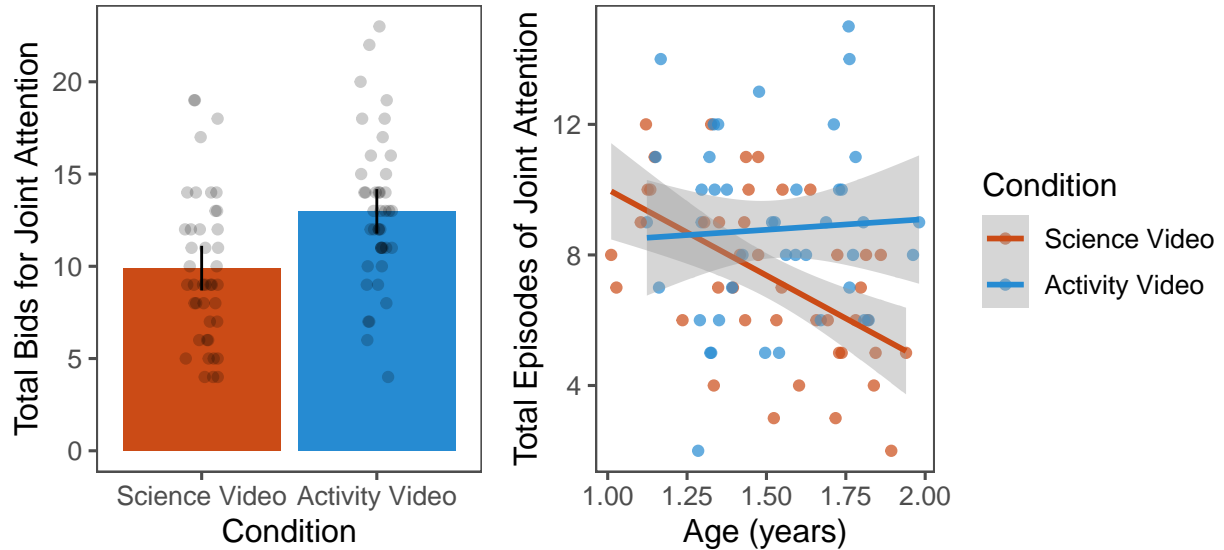 Total Bids for Joint Attention
20
15
10
5
0
Science Video
Activity Video
Condition
Total Episodes of Joint Attention
12
8
4
1.00
1.25
1.50
1.75
2.00
Age (years)
Condition
Science Video
Activity Video